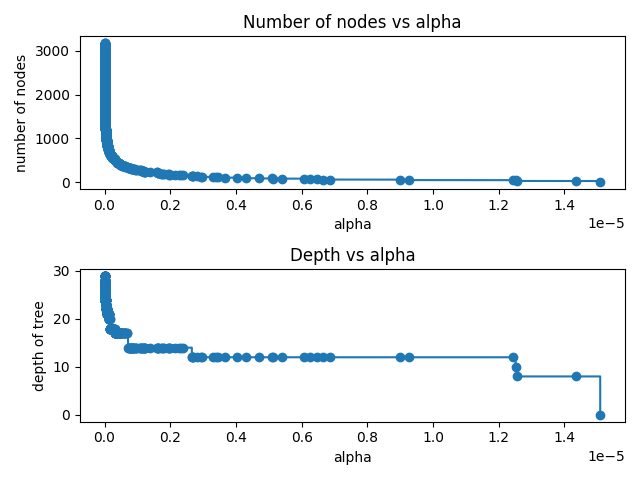 Number of nodes vs alpha
number of nodes
3000
2000
1000
0
0.0 0.2 0.4 0.6 0.8 1.0 1.2 1.4
1e−5
alpha
Depth vs alpha
depth of tree
30
20
10
0
0.0 0.2 0.4 0.6 0.8 1.0 1.2 1.4
1e−5
alpha